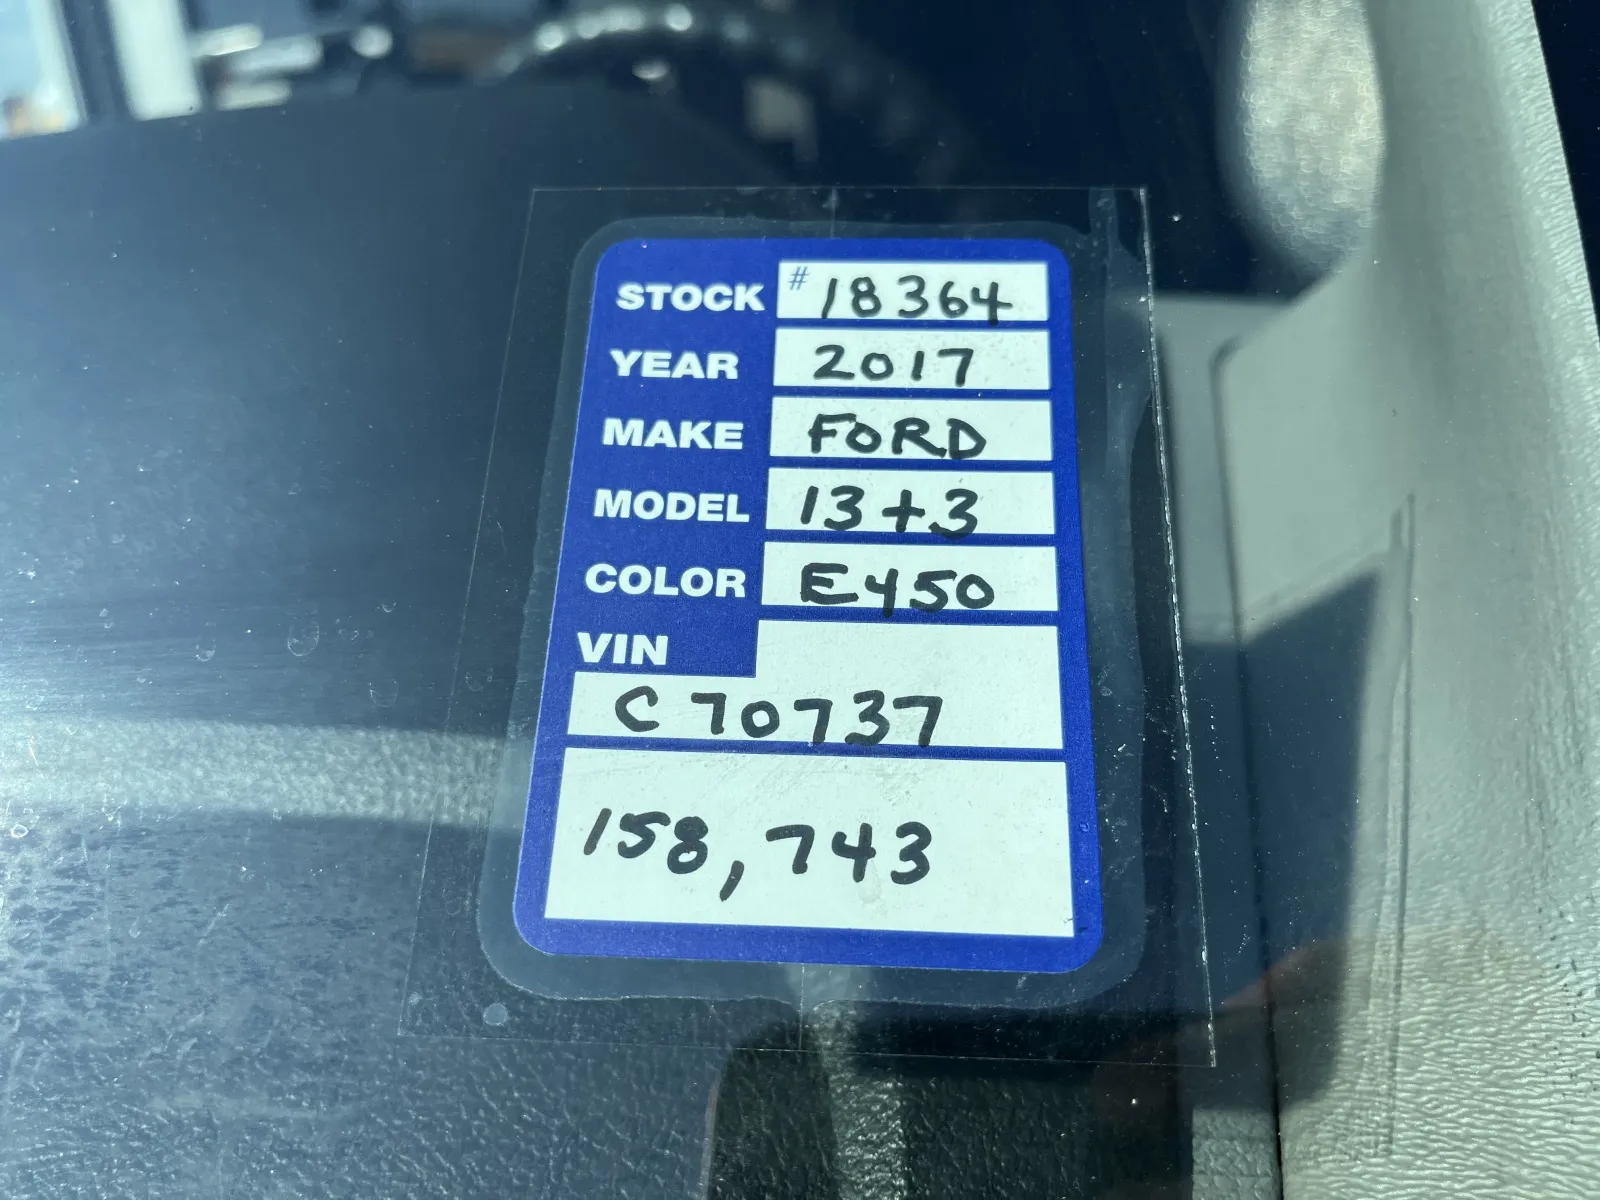 STOCK # 18364
YEAR 2017
MAKE FORD
MODEL 13+3
COLOR E450
VIN
C70737
158,743